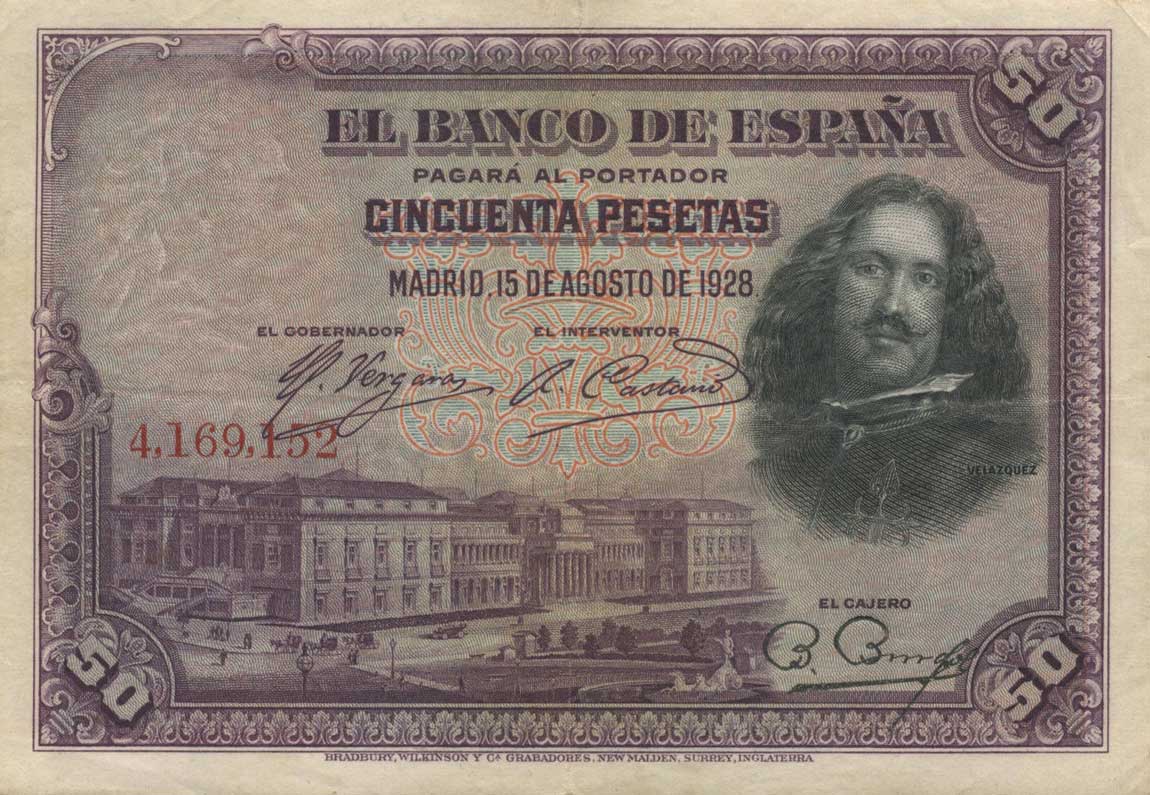 50
EL BANCO DE ESPAÑA
PAGARÁ AL PORTADOR
CINCUENTA PESETAS
MADRID, 15 DE AGOSTO DE 1928.
EL GOBERNADOR EL INTERVENTOR
4,169,152
VELAZQUEZ
EL CAJERO
50 50
BRADBURY, WILKINSON Y Cª GRABADORES, NEW MALDEN, SURREY, INGLATERRA